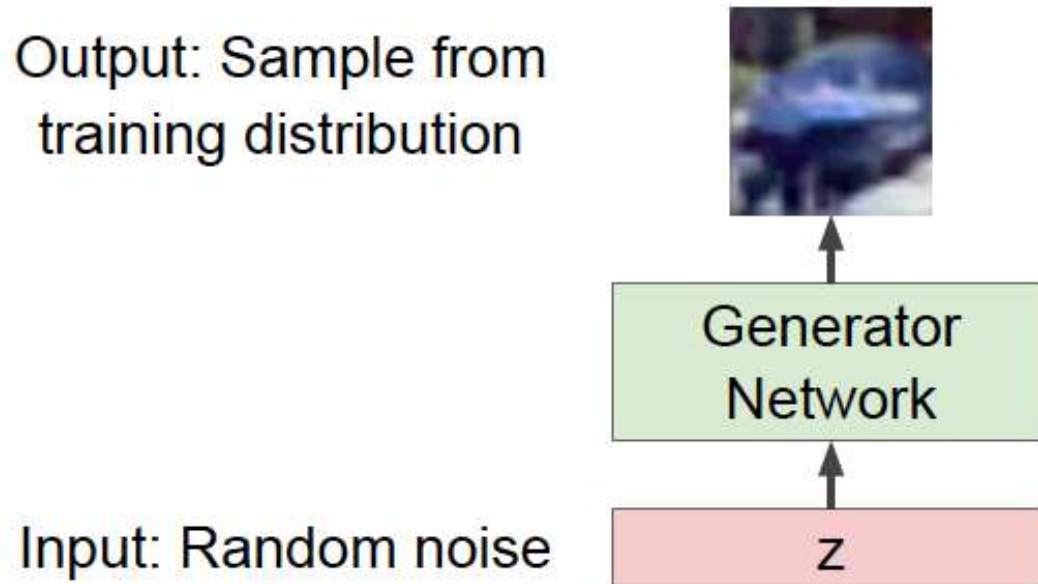 Output: Sample from
training distribution
Generator
Network
Input: Random noise
z